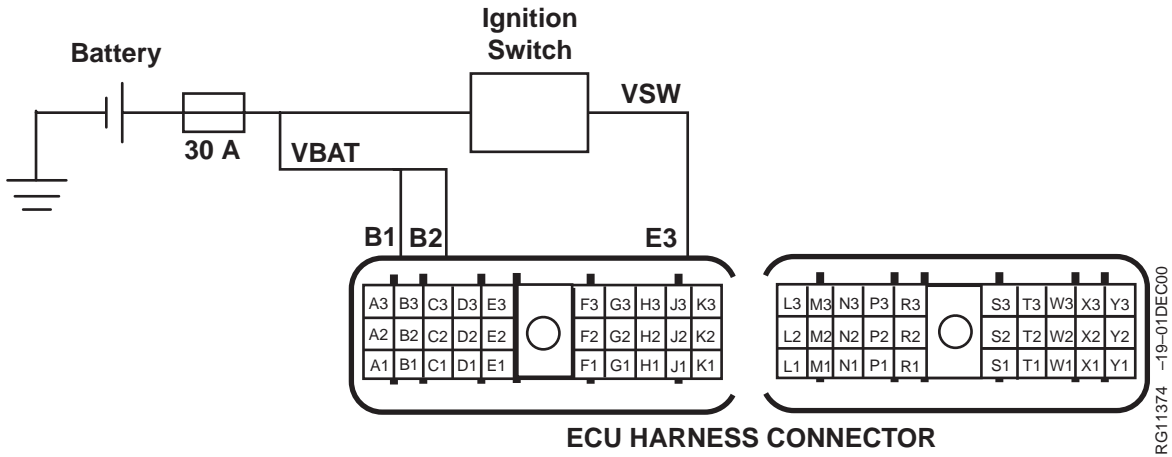 Ignition
Switch
Battery
VSW
30 A
VBAT
B1 B2 E3
A3 B3 C3 D3 E3 F3 G3 H3 J3 K3 L3 M3 N3 P3 R3 S3 T3 W3 X3 Y3
A2 B2 C2 D2 E2 F2 G2 H2 J2 K2 L2 M2 N2 P2 R2 S2 T2 W2 X2 Y2
A1 B1 C1 D1 E1 F1 G1 H1 J1 K1 L1 M1 N1 P1 R1 S1 T1 W1 X1 Y1
ECU HARNESS CONNECTOR
RG11374 –19–01DEC00